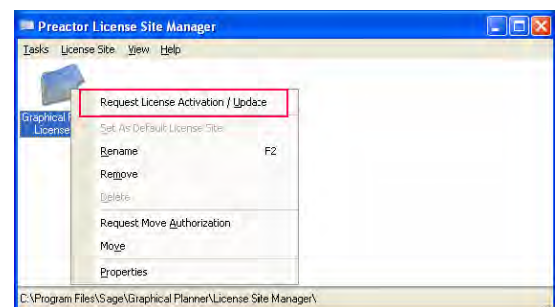 Preactor License Site Manager
Tasks License Site View Help
Graphical
License
Request License Activation / Update
Set As Default License Site
Rename F2
Remove
Delete
Request Move Authorization
Move
Properties
C:\Program Files\Sage\Graphical Planner\License Site Manager\